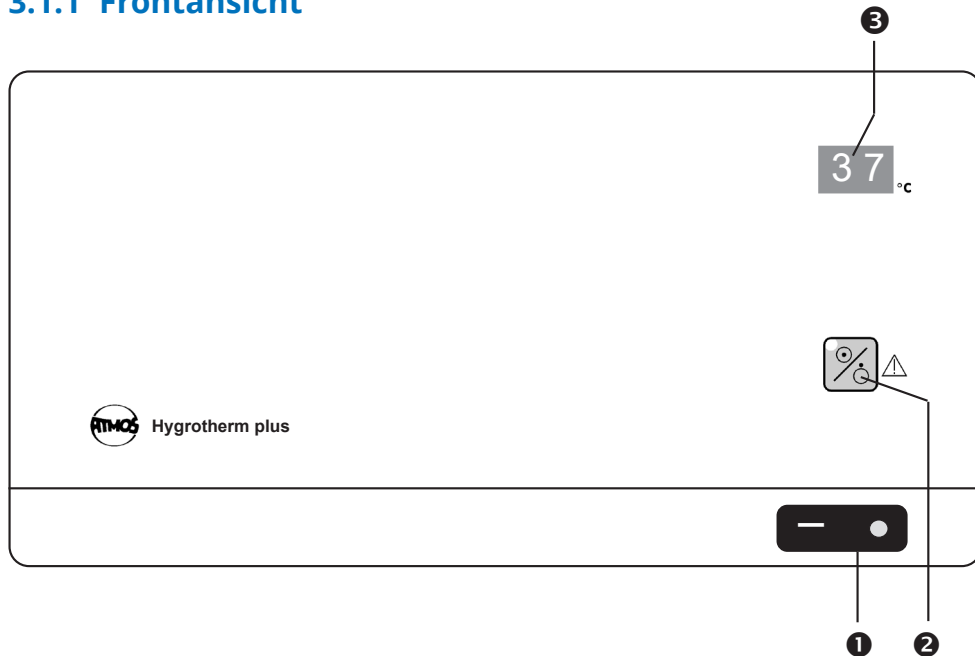 3.1.1 Frontansicht
❸
37
°C
ATMOS Hygrotherm plus
❶ ❷